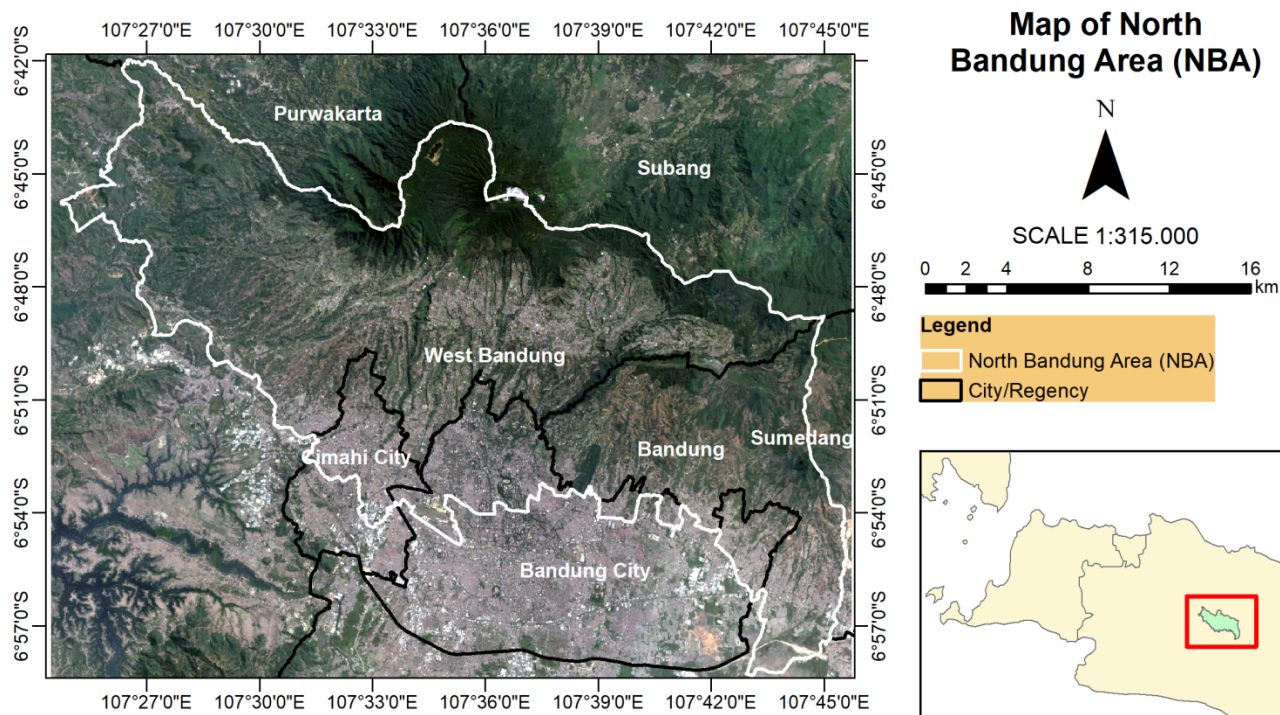 107°27'0"E 107°30'0"E 107°33'0"E 107°36'0"E 107°39'0"E 107°42'0"E 107°45'0"E
6°42'0"S
6°45'0"S
6°48'0"S
6°51'0"S
6°54'0"S
6°57'0"S
Purwakarta
Subang
West Bandung
Cimahi City
Bandung
Sumedang
Bandung City
6°42'0"S
6°45'0"S
6°48'0"S
6°51'0"S
6°54'0"S
6°57'0"S
107°27'0"E 107°30'0"E 107°33'0"E 107°36'0"E 107°39'0"E 107°42'0"E 107°45'0"E
Map of North
Bandung Area (NBA)
N
SCALE 1:315.000
0 2 4 8 12 16
km
Legend
North Bandung Area (NBA)
City/Regency